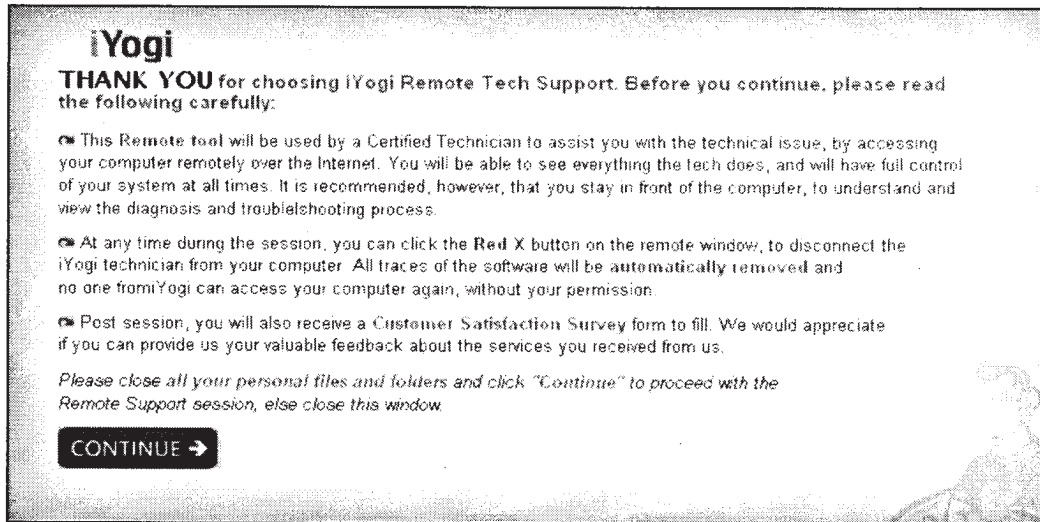 iYogi
THANK YOU for choosing iYogi Remote Tech Support. Before you continue, please read
the following carefully:
This Remote tool will be used by a Certified Technician to assist you with the technical issue, by accessing
your computer remotely over the Internet. You will be able to see everything the tech does, and will have full control
of your system at all times. It is recommended, however, that you stay in front of the computer, to understand and
view the diagnosis and troublelshooting process.
At any time during the session, you can click the Red X button on the remote window, to disconnect the
iYogi technician from your computer. All traces of the software will be automatically removed and
no one fromiYogi can access your computer again, without your permission.
Post session, you will also receive a Customer Satisfaction Survey form to fill. We would appreciate
if you can provide us your valuable feedback about the services you received from us.
Please close all your personal files and folders and click "Continue" to proceed with the
Remote Support session, else close this window.
CONTINUE →